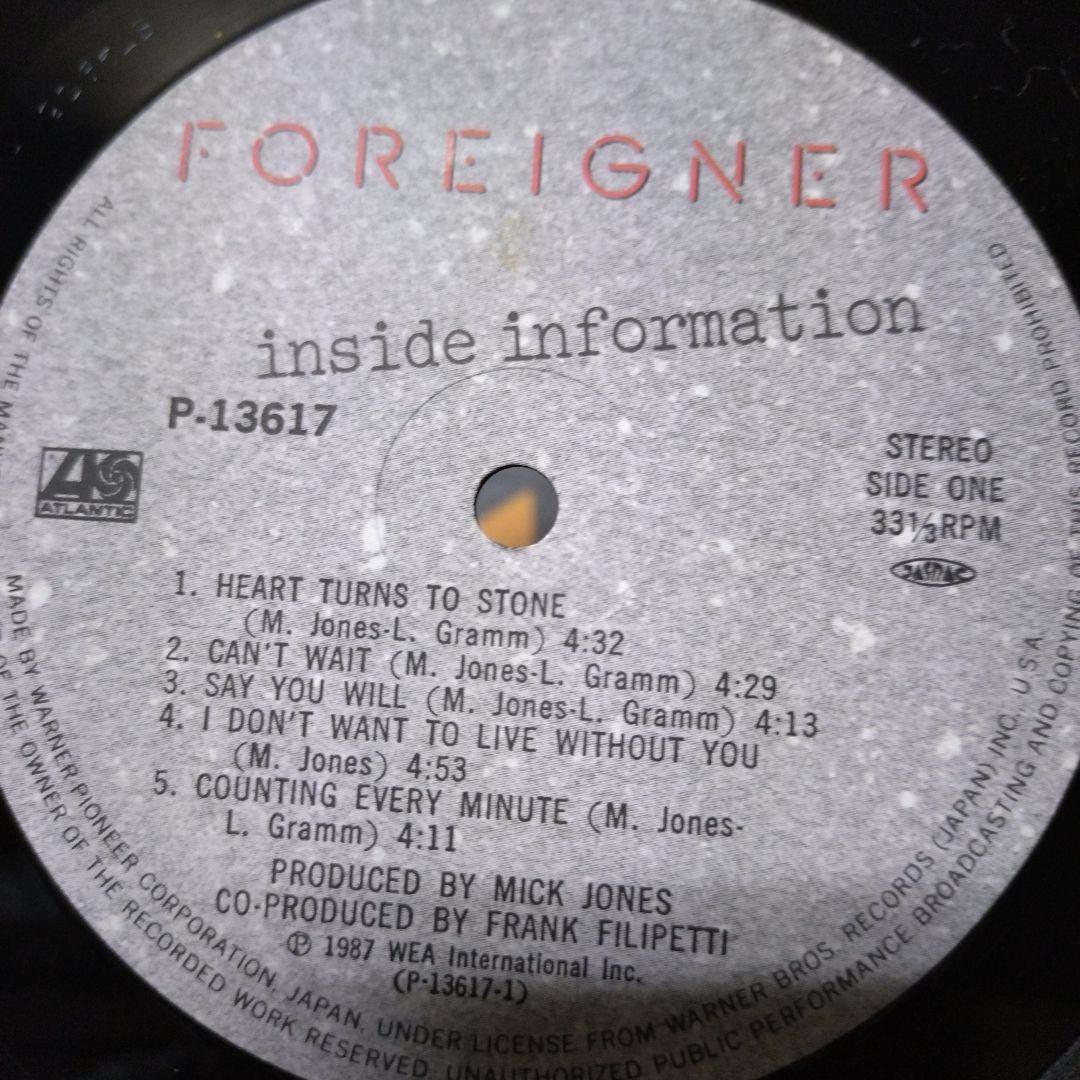 FOREIGNER
inside information
P-13617
ATLANTIC
STEREO
SIDE ONE
33⅓RPM
JASRAC
1. HEART TURNS TO STONE
(M. Jones-L. Gramm) 4:32
2. CAN'T WAIT (M. Jones-L. Gramm) 4:29
3. SAY YOU WILL (M. Jones-L. Gramm) 4:13
4. I DON'T WANT TO LIVE WITHOUT YOU
(M. Jones) 4:53
5. COUNTING EVERY MINUTE (M. Jones-
L. Gramm) 4:11
PRODUCED BY MICK JONES
CO-PRODUCED BY FRANK FILIPETTI
℗ 1987 WEA International Inc.
(P-13617-1)
MADE BY WARNER-PIONEER CORPORATION, JAPAN, UNDER LICENSE FROM WARNER BROS. RECORDS (JAPAN) INC., U.S.A.
ALL RIGHTS OF THE
OF THE OWNER OF THE RECORDED WORK RESERVED. UNAUTHORIZED PUBLIC PERFORMANCE BROADCASTING AND COPYING OF THIS RECORD PROHIBITED